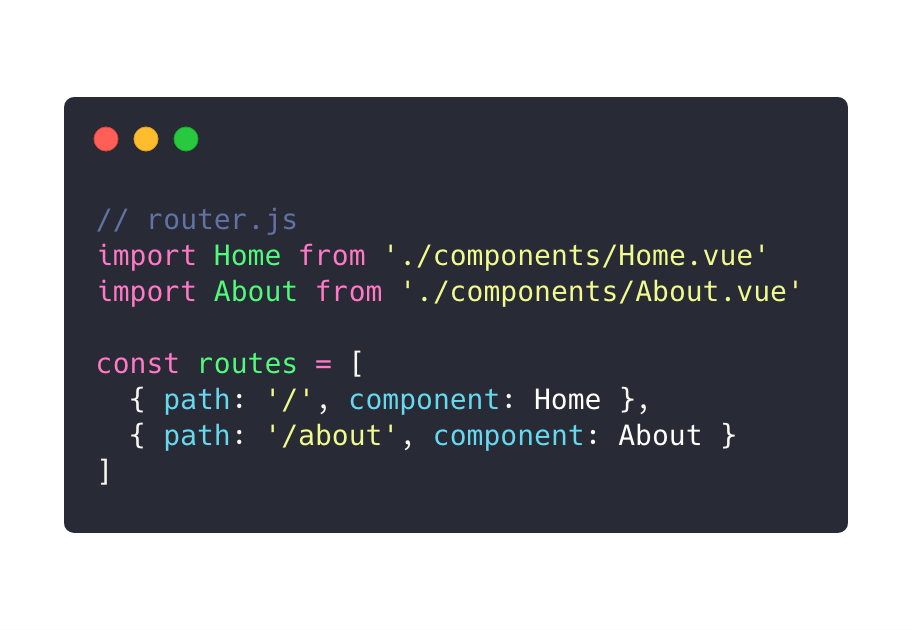 // router.js
import Home from './components/Home.vue'
import About from './components/About.vue'

const routes = [
  { path: '/', component: Home },
  { path: '/about', component: About }
]